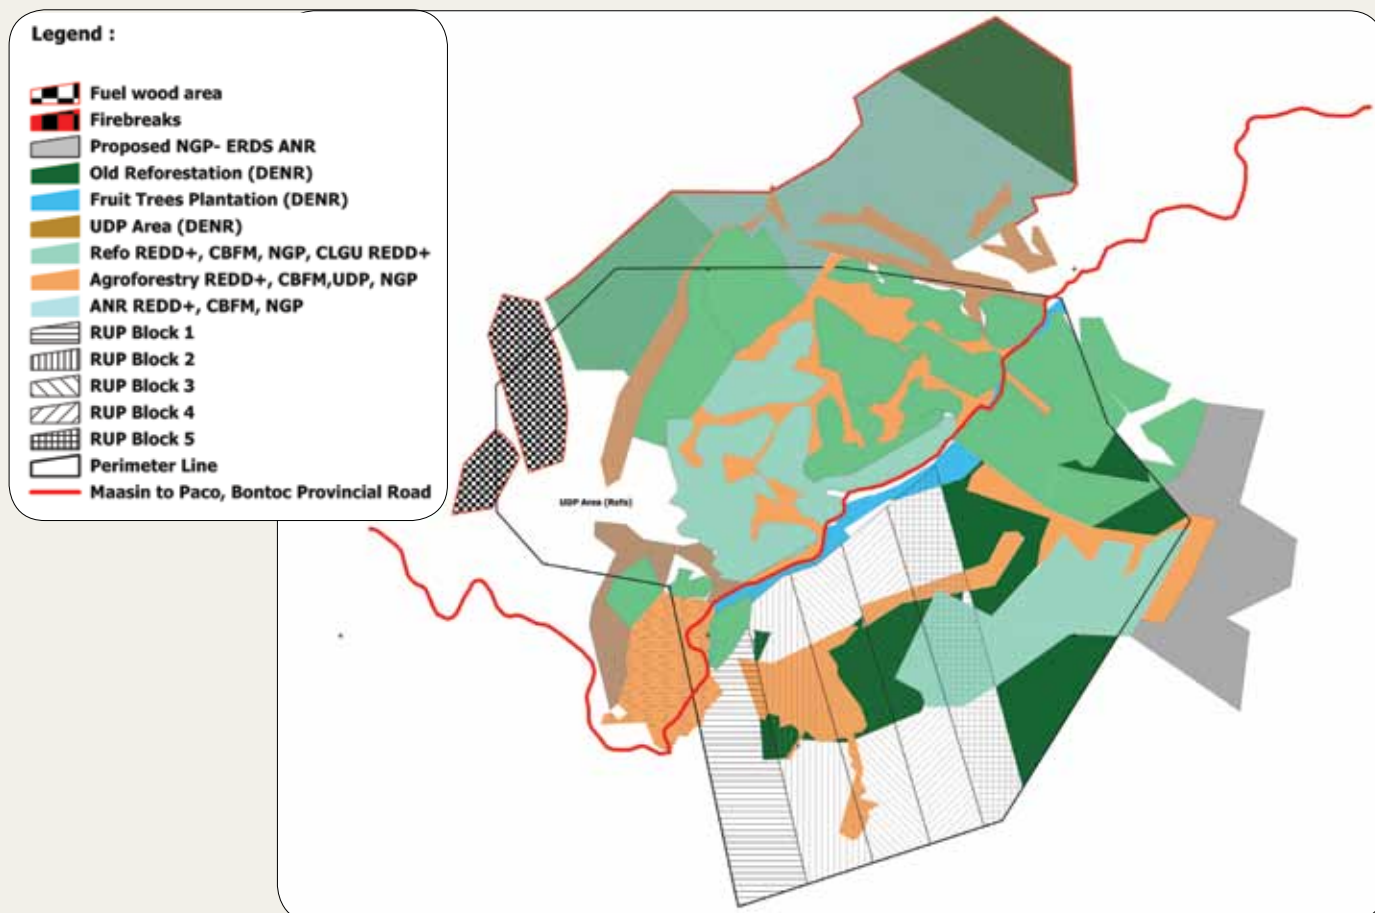 Legend :
Fuel wood area
Firebreaks
Proposed NGP- ERDS ANR
Old Reforestation (DENR)
Fruit Trees Plantation (DENR)
UDP Area (DENR)
Refo REDD+, CBFM, NGP, CLGU REDD+
Agroforestry REDD+, CBFM,UDP, NGP
ANR REDD+, CBFM, NGP
RUP Block 1
RUP Block 2
RUP Block 3
RUP Block 4
RUP Block 5
Perimeter Line
Maasin to Paco, Bontoc Provincial Road
UDP Area (Refo)